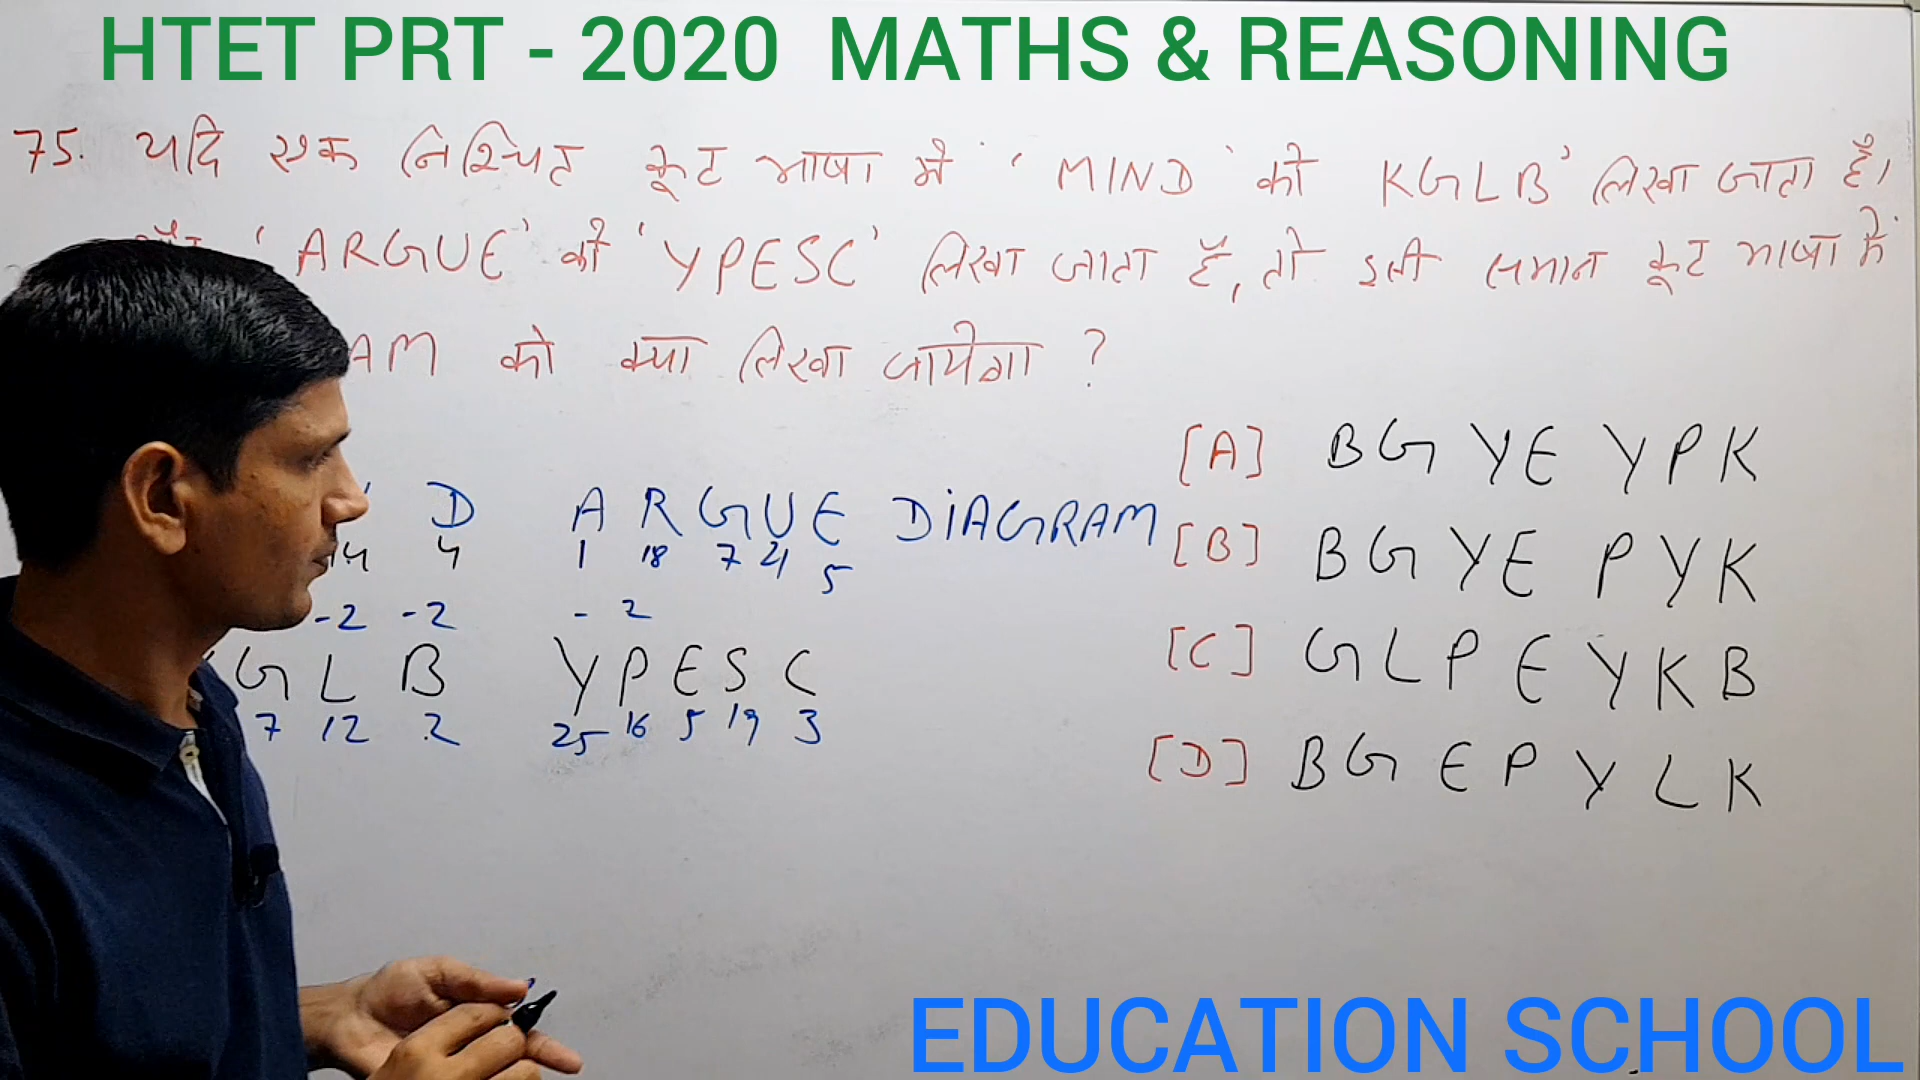 HTET PRT - 2020 MATHS & REASONING
75. यदि एक निश्चित कूट भाषा में 'MIND' को KGLB' लिखा जाता है।
'ARGUE' को 'YPESC' लिखा जाता है, तो इसी समान कूट भाषा में
AM को क्या लिखा जायेगा ?
[A] BGYEYPK
D A R G U E DIAGRAM
14 4 1 18 7 21 5
[B] BGYEPYK
-2 -2 - 2
G L B Y P E S C
[C] GLPEYKB
7 12 2 25 16 5 19 3
[D] BGEPYLK
EDUCATION SCHOOL